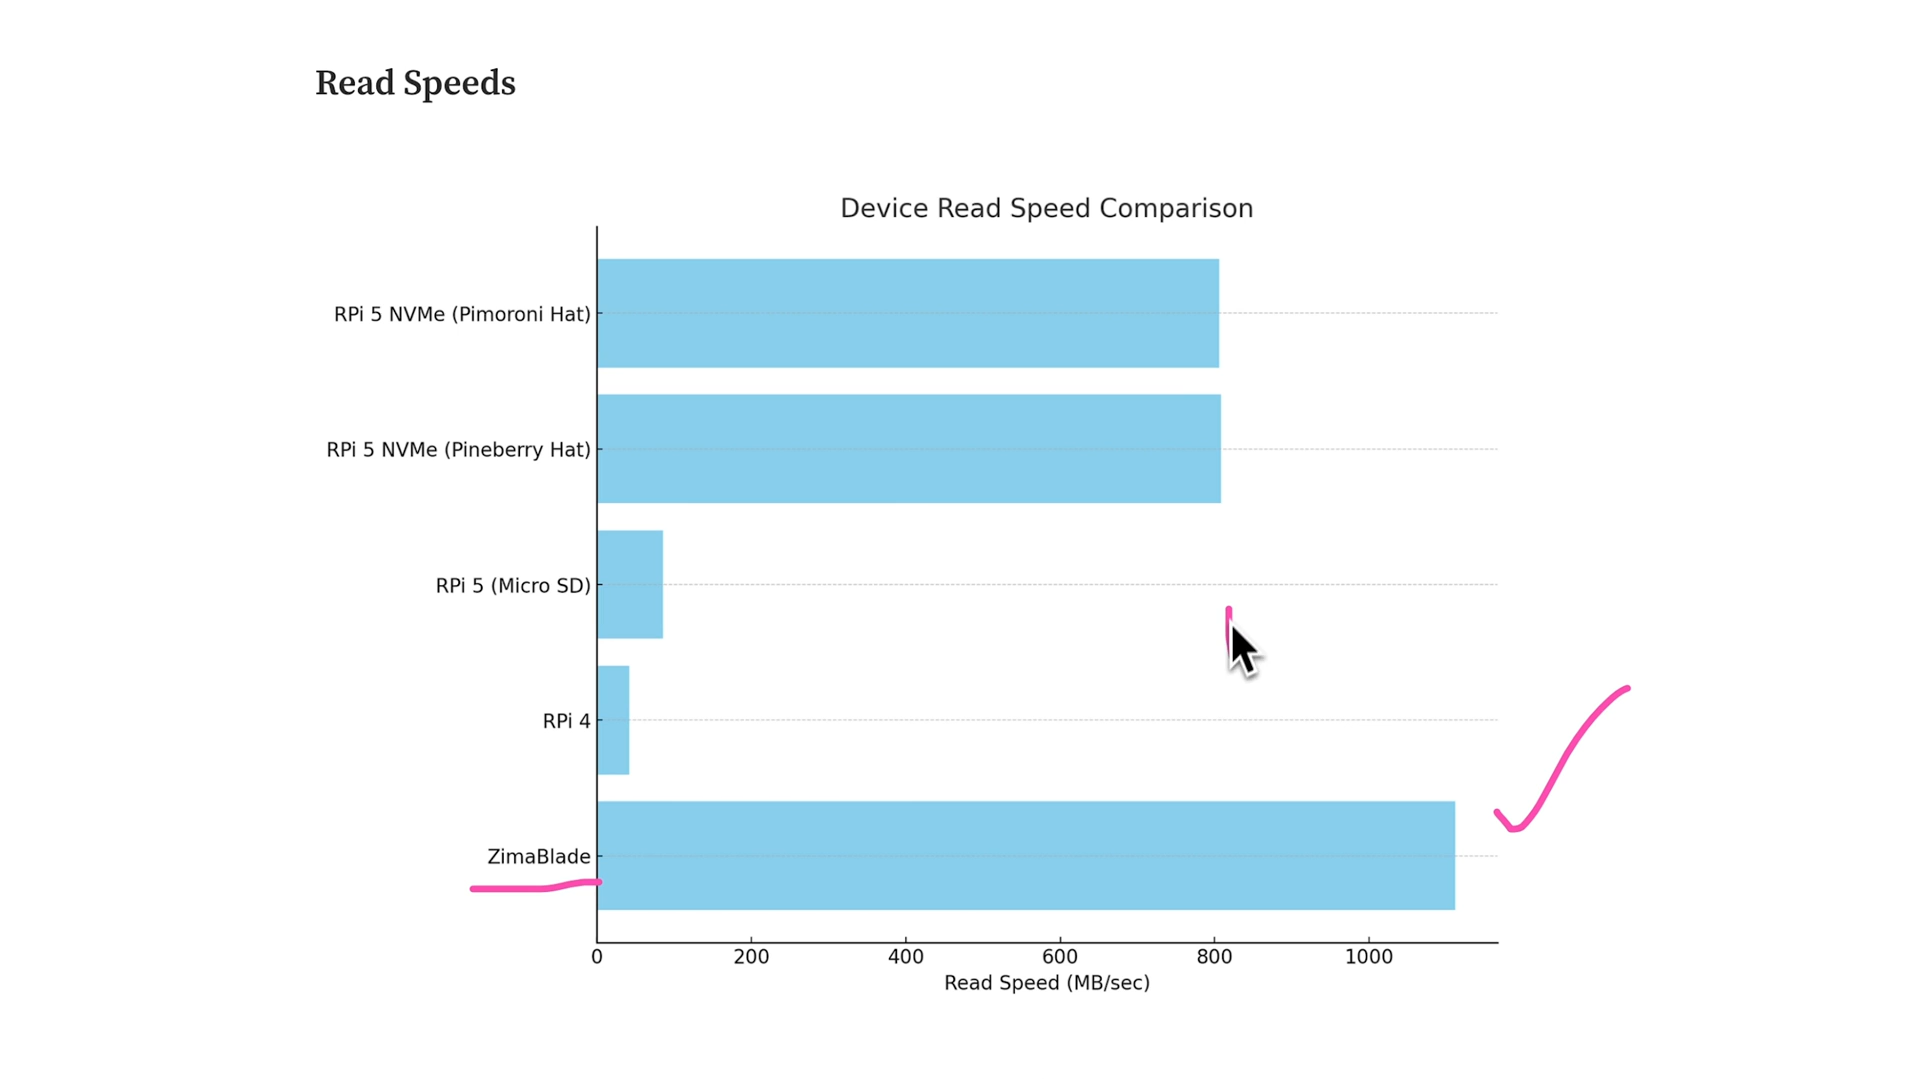 Read Speeds
Device Read Speed Comparison
RPi 5 NVMe (Pimoroni Hat)
RPi 5 NVMe (Pineberry Hat)
RPi 5 (Micro SD)
RPi 4
ZimaBlade
0 200 400 600 800 1000
Read Speed (MB/sec)